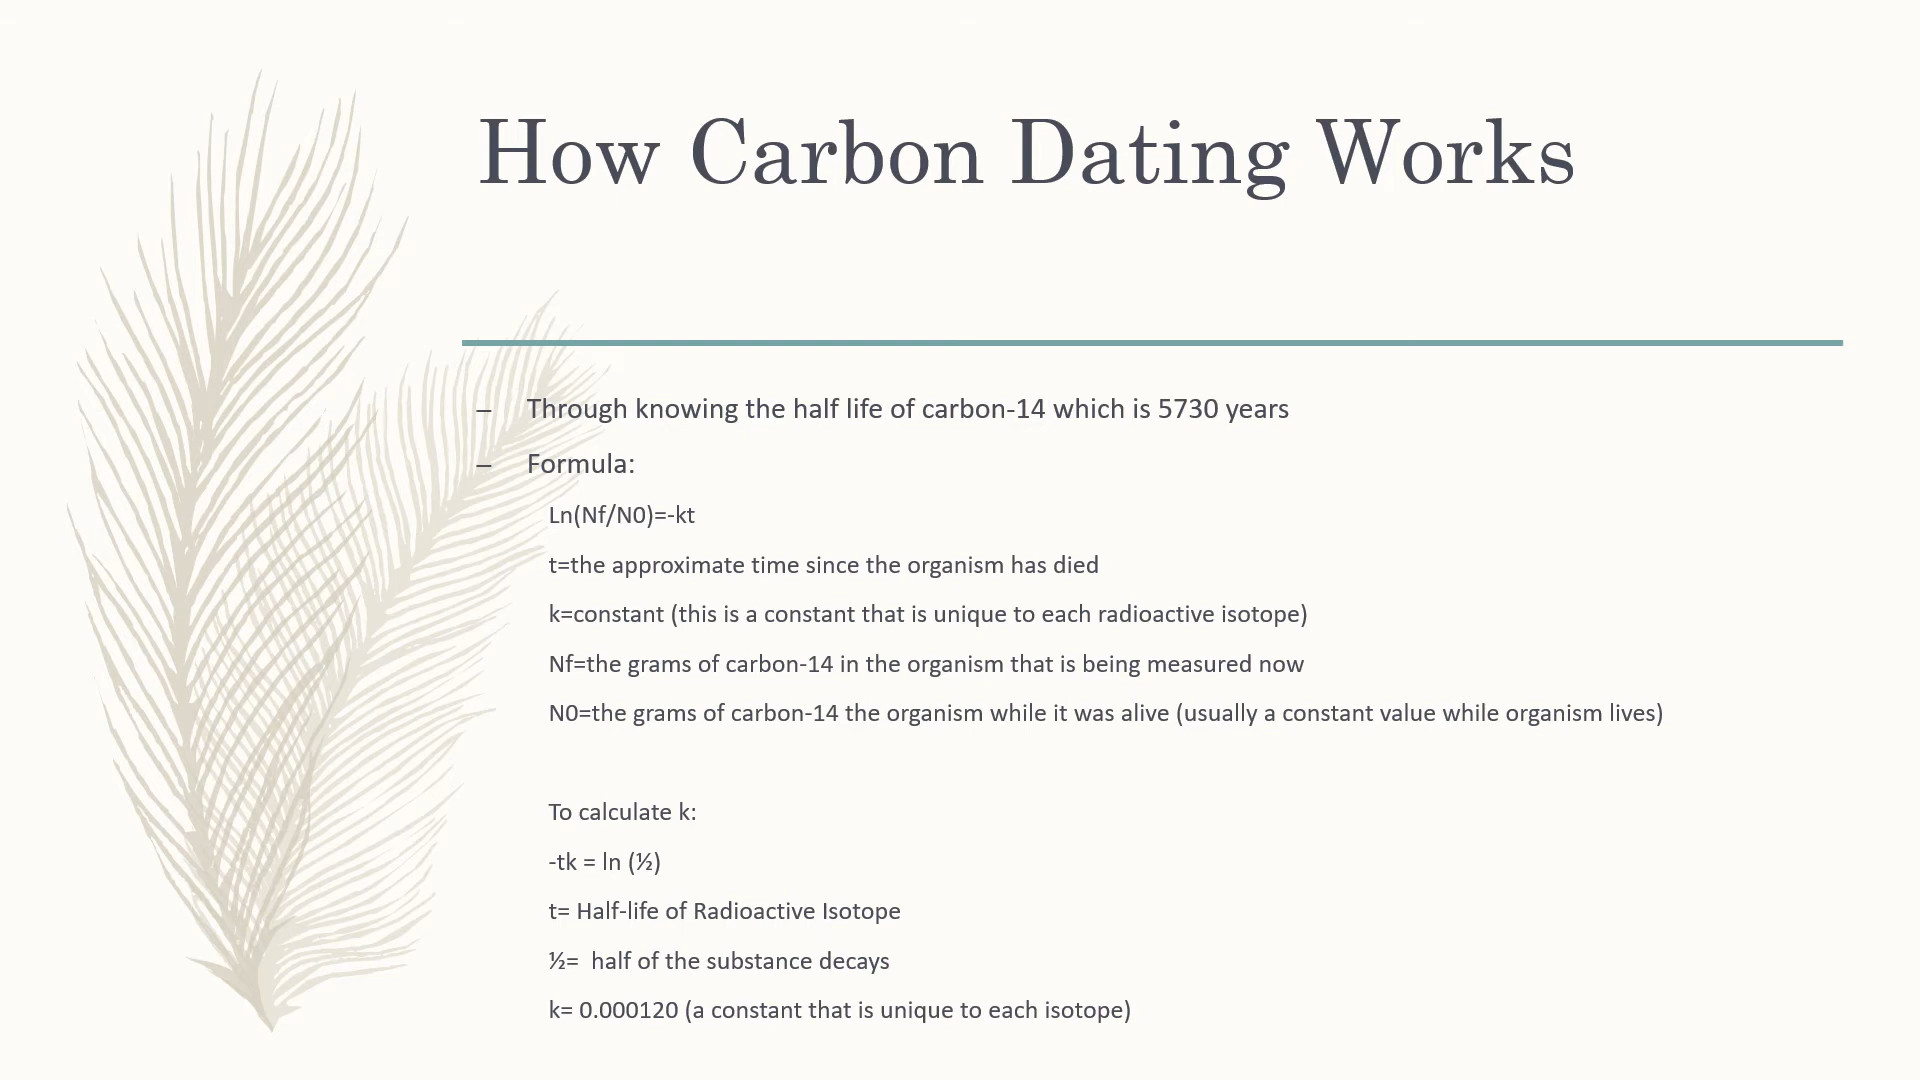 How Carbon Dating Works
– Through knowing the half life of carbon-14 which is 5730 years
– Formula:
Ln(Nf/N0)=-kt
t=the approximate time since the organism has died
k=constant (this is a constant that is unique to each radioactive isotope)
Nf=the grams of carbon-14 in the organism that is being measured now
N0=the grams of carbon-14 the organism while it was alive (usually a constant value while organism lives)
To calculate k:
-tk = ln (½)
t= Half-life of Radioactive Isotope
½=  half of the substance decays
k= 0.000120 (a constant that is unique to each isotope)